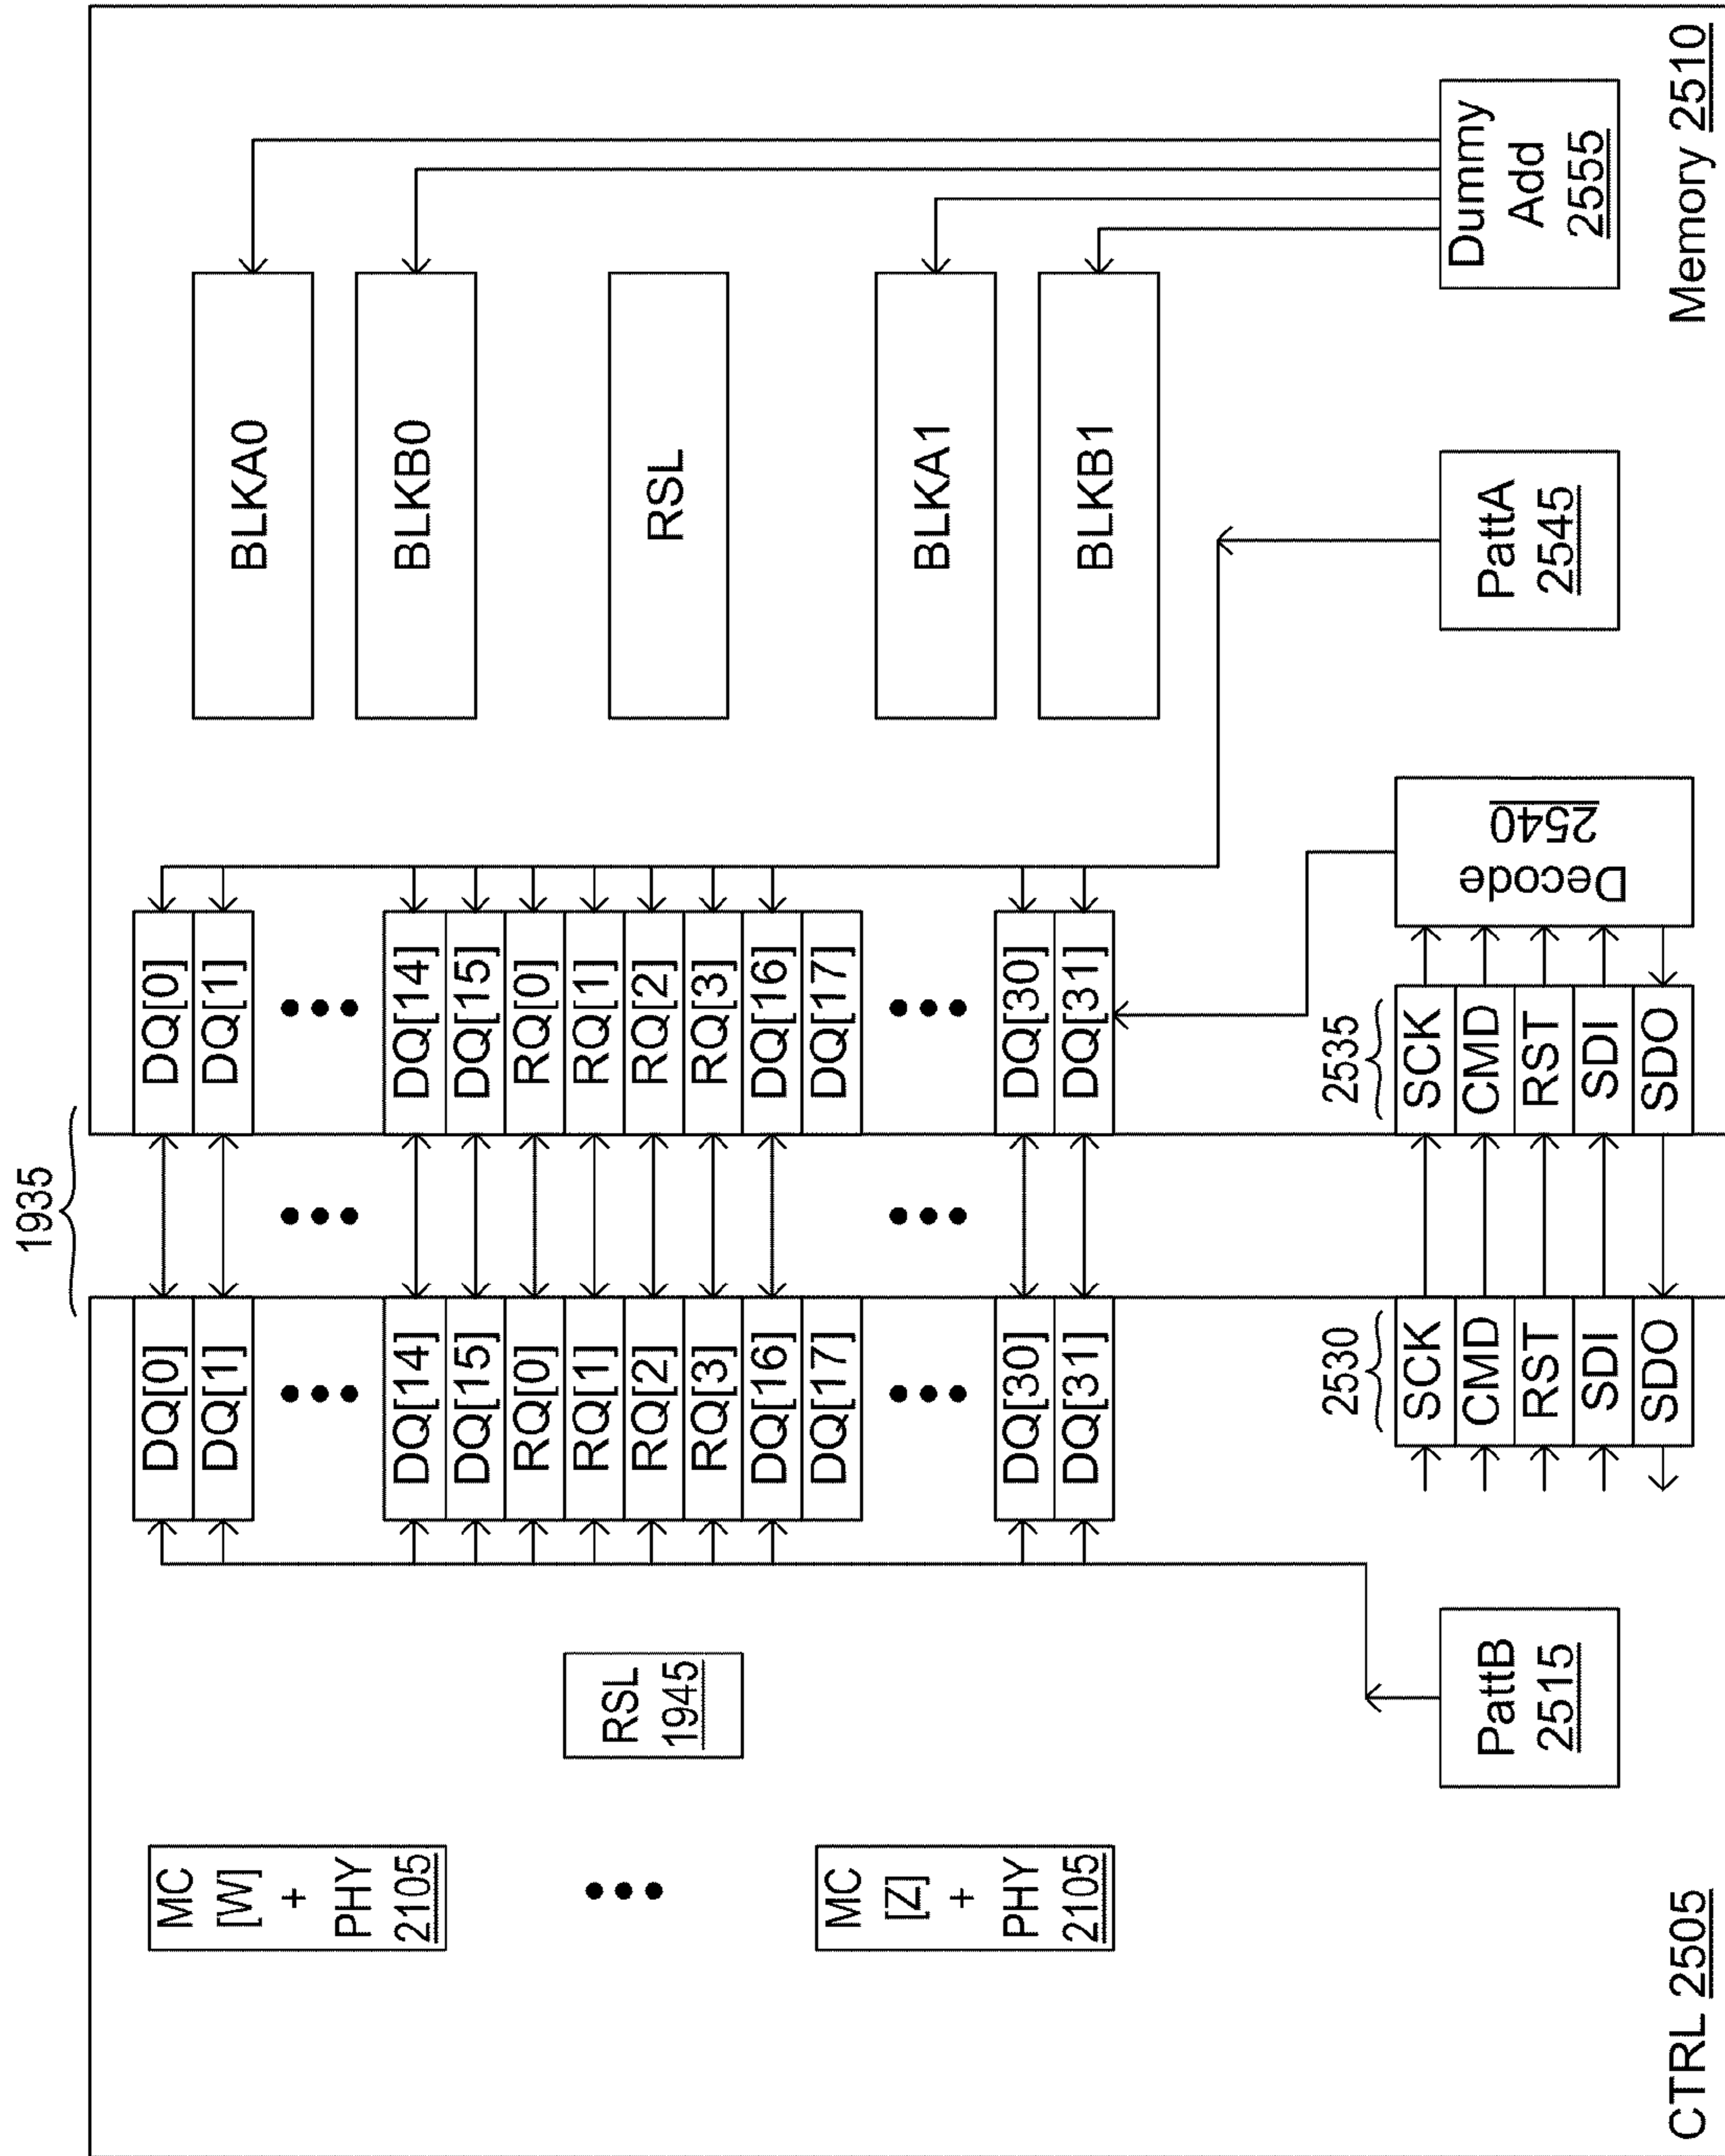 1935
DQ[0]
DQ[1]
DQ[14]
DQ[15]
RQ[0]
RQ[1]
RQ[2]
RQ[3]
DQ[16]
DQ[17]
DQ[30]
DQ[31]
2530
SCK
CMD
RST
SDI
SDO
MC
[W]
+
PHY
2105
MC
[Z]
+
PHY
2105
RSL
1945
PattB
2515
CTRL 2505
DQ[0]
DQ[1]
DQ[14]
DQ[15]
RQ[0]
RQ[1]
RQ[2]
RQ[3]
DQ[16]
DQ[17]
DQ[30]
DQ[31]
2535
SCK
CMD
RST
SDI
SDO
Decode
2540
BLKA0
BLKB0
RSL
BLKA1
BLKB1
PattA
2545
Dummy
Add
2555
Memory 2510